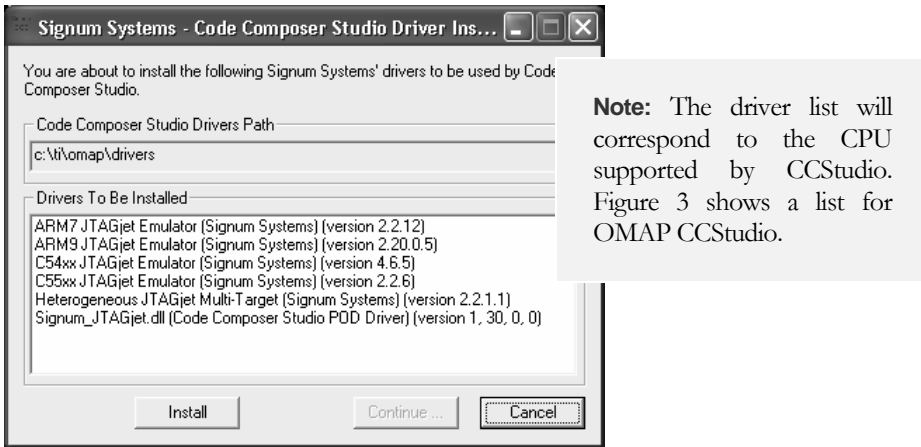 Signum Systems - Code Composer Studio Driver Ins...
You are about to install the following Signum Systems' drivers to be used by Code
Composer Studio.
Code Composer Studio Drivers Path
c:\ti\omap\drivers
Drivers To Be Installed
ARM7 JTAGjet Emulator (Signum Systems) (version 2.2.12)
ARM9 JTAGjet Emulator (Signum Systems) (version 2.20.0.5)
C54xx JTAGjet Emulator (Signum Systems) (version 4.6.5)
C55xx JTAGjet Emulator (Signum Systems) (version 2.2.6)
Heterogeneous JTAGjet Multi-Target (Signum Systems) (version 2.2.1.1)
Signum_JTAGjet.dll (Code Composer Studio POD Driver) (version 1, 30, 0, 0)
Install
Continue ...
Cancel
Note: The driver list will
correspond to the CPU
supported by CCStudio.
Figure 3 shows a list for
OMAP CCStudio.